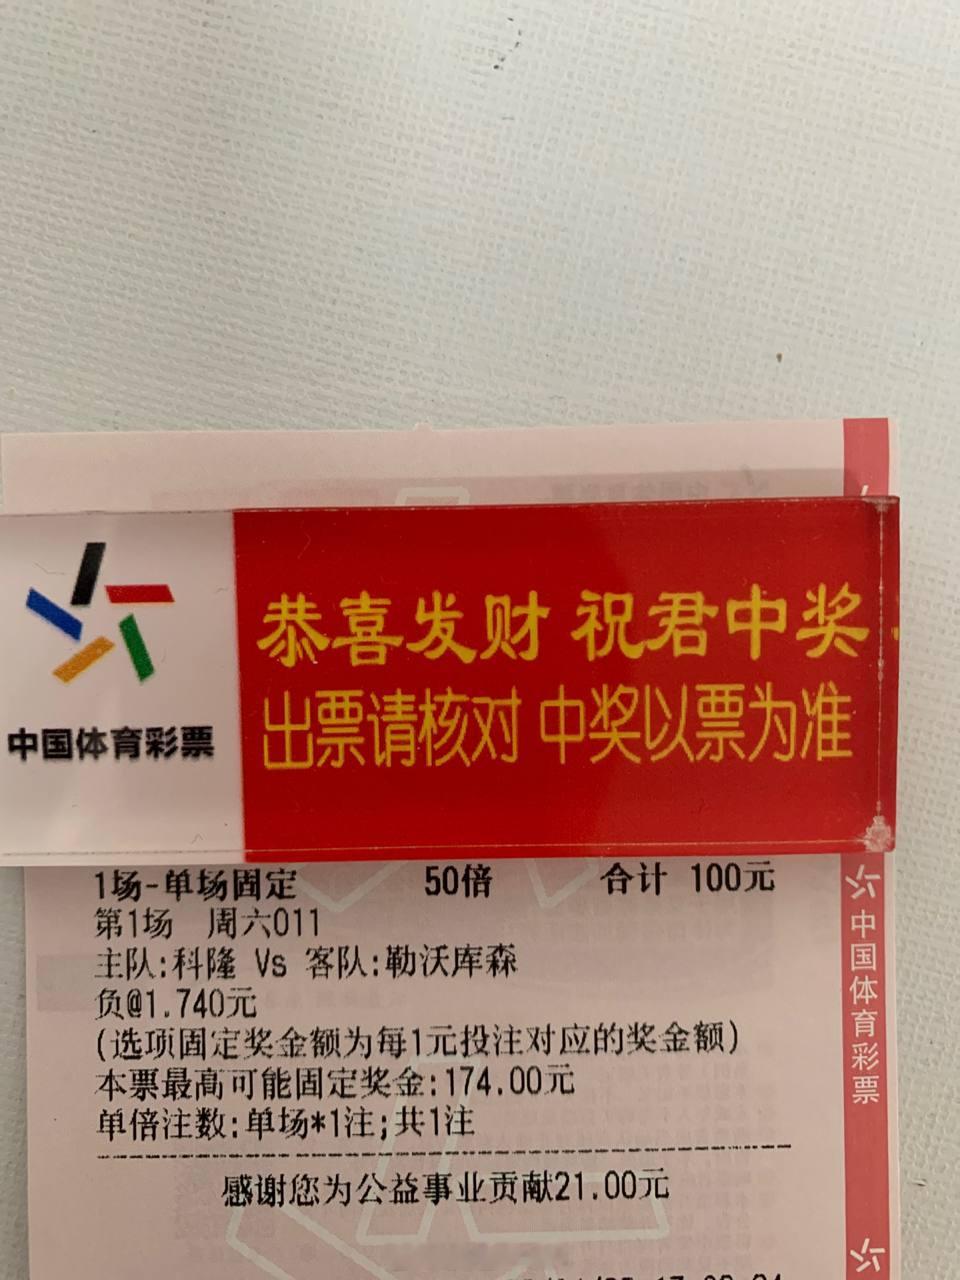 恭喜发财 祝君中奖
出票请核对 中奖以票为准
中国体育彩票
1场-单场固定 50倍 合计 100元
第1场 周六011
主队:科隆 Vs 客队:勒沃库森
负@1.740元
(选项固定奖金额为每1元投注对应的奖金额)
本票最高可能固定奖金:174.00元
单倍注数:单场*1注;共1注
感谢您为公益事业贡献21.00元
中国体育彩票